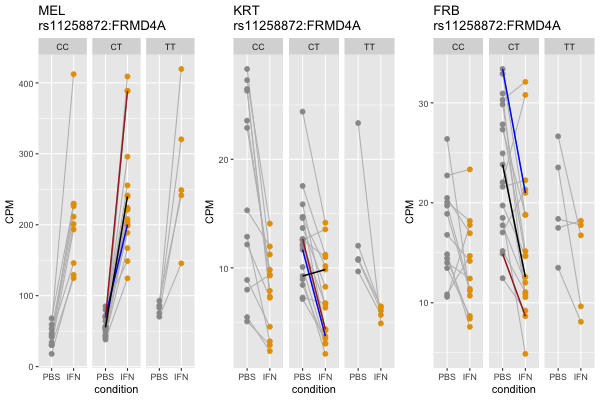 MEL
rs11258872:FRMD4A
CC CT TT
400
300
200
100
0
CPM
PBS IFN PBS IFN PBS IFN
condition
KRT
rs11258872:FRMD4A
CC CT TT
20
10
CPM
PBS IFN PBS IFN PBS IFN
condition
FRB
rs11258872:FRMD4A
CC CT TT
30
20
10
CPM
PBS IFN PBS IFN PBS IFN
condition